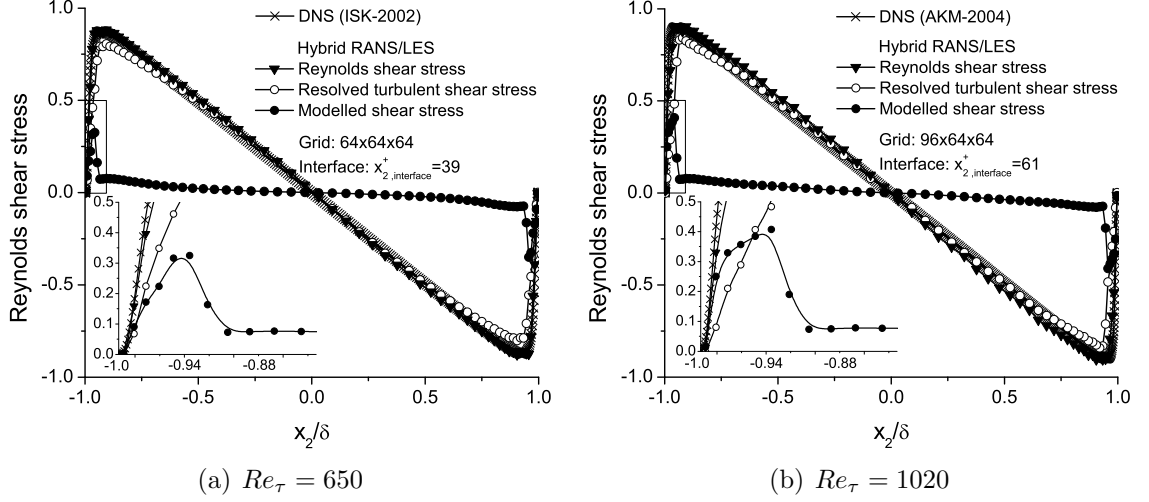 1.0
0.5
0.0
-0.5
-1.0
Reynolds shear stress
DNS (ISK-2002)
Hybrid RANS/LES
Reynolds shear stress
Resolved turbulent shear stress
Modelled shear stress
Grid: 64x64x64
Interface: x₂⁺,interface=39
0.5
0.4
0.3
0.2
0.1
0.0
-1.0 -0.94 -0.88
-1.0 -0.5 0.0 0.5 1.0
x₂/δ
(a) Reτ = 650
1.0
0.5
0.0
-0.5
-1.0
Reynolds shear stress
DNS (AKM-2004)
Hybrid RANS/LES
Reynolds shear stress
Resolved turbulent shear stress
Modelled shear stress
Grid: 96x64x64
Interface: x₂⁺,interface=61
0.5
0.4
0.3
0.2
0.1
0.0
-1.0 -0.94 -0.88
-1.0 -0.5 0.0 0.5 1.0
x₂/δ
(b) Reτ = 1020